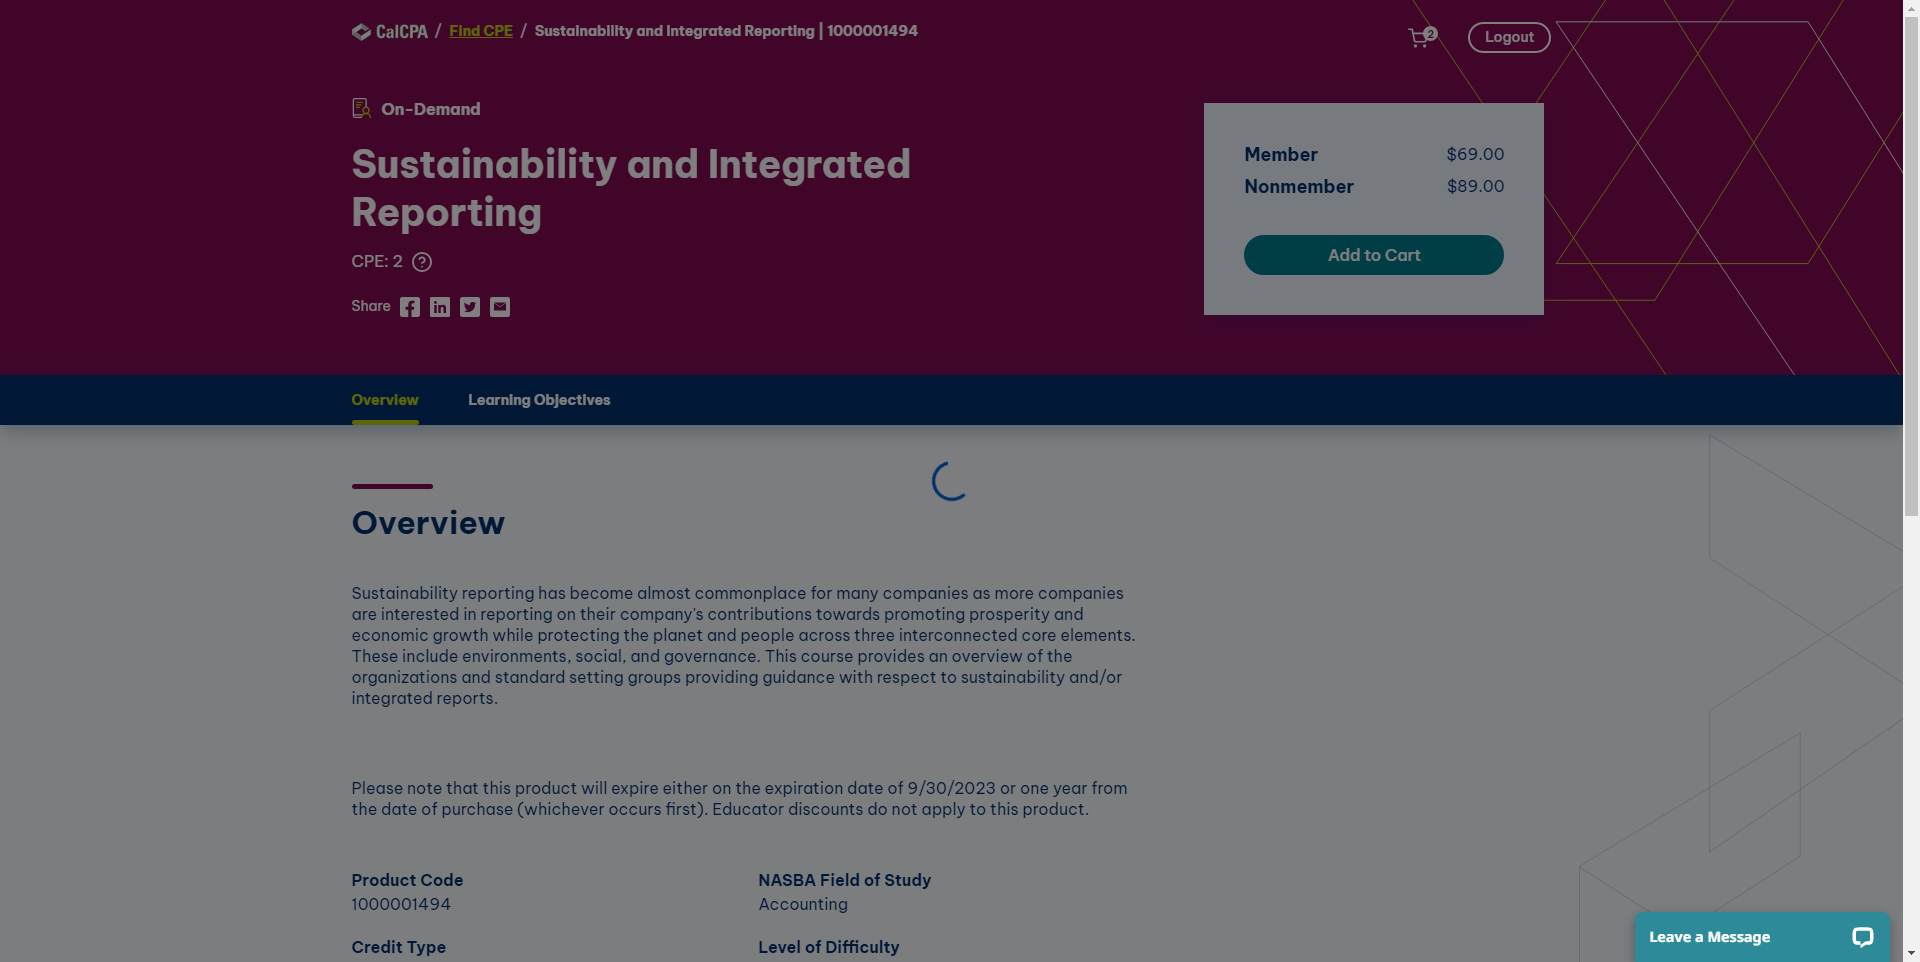 CalCPA / Find CPE / Sustainability and Integrated Reporting | 1000001494
2
Logout
On-Demand
Sustainability and Integrated
Reporting
CPE: 2 ?
Share
Member $69.00
Nonmember $89.00
Add to Cart
Overview Learning Objectives
Overview
Sustainability reporting has become almost commonplace for many companies as more companies
are interested in reporting on their company's contributions towards promoting prosperity and
economic growth while protecting the planet and people across three interconnected core elements.
These include environments, social, and governance. This course provides an overview of the
organizations and standard setting groups providing guidance with respect to sustainability and/or
integrated reports.
Please note that this product will expire either on the expiration date of 9/30/2023 or one year from
the date of purchase (whichever occurs first). Educator discounts do not apply to this product.
Product Code
1000001494
NASBA Field of Study
Accounting
Credit Type
Level of Difficulty
Leave a Message